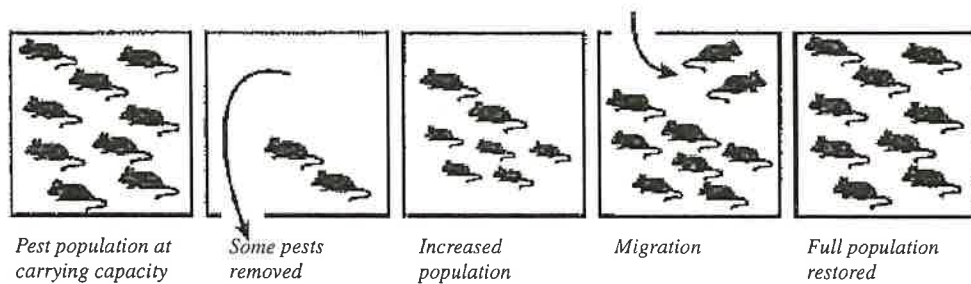 Pest population at
carrying capacity
Some pests
removed
Increased
population
Migration
Full population
restored